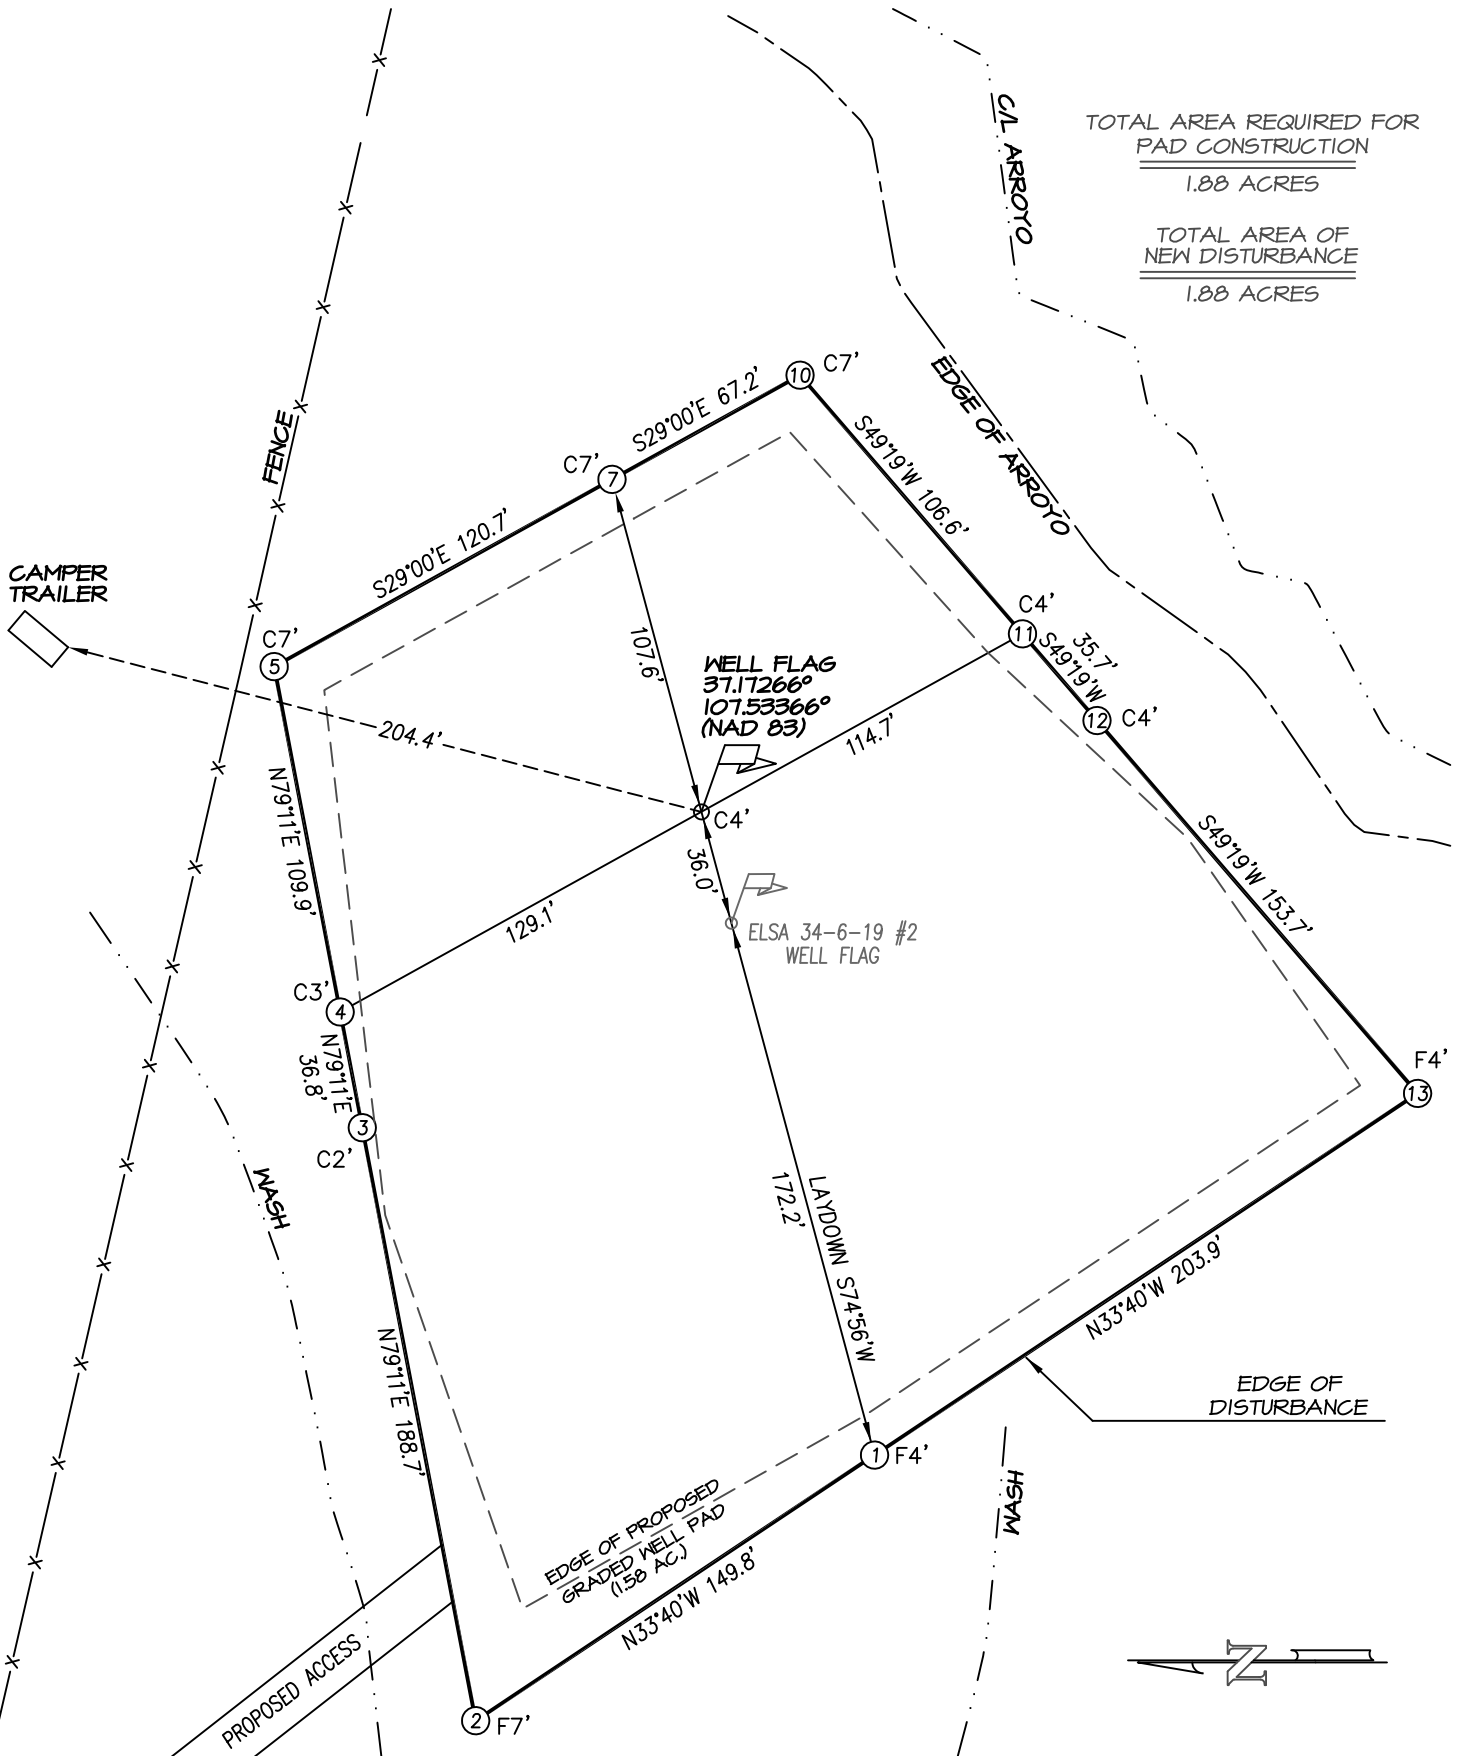 C/L ARROYO
TOTAL AREA REQUIRED FOR
PAD CONSTRUCTION
1.88 ACRES
TOTAL AREA OF
NEW DISTURBANCE
1.88 ACRES
EDGE OF ARROYO
FENCE
CAMPER
TRAILER
10
C7'
S29°00'E 67.2'
C7'
7
S49°19'W 106.6'
S29°00'E 120.7'
C7'
5
C4'
11
35.7'
S49°19'W
12
C4'
107.6'
WELL FLAG
37.17266°
107.53366°
(NAD 83)
204.4'
114.7'
C4'
N79°11'E 109.9'
36.0'
129.1'
S49°19'W 153.7'
ELSA 34-6-19 #2
WELL FLAG
C3'
4
N79°11'E
36.8'
3
C2'
F4'
13
WASH
LAYDOWN S74°56'W
172.2'
N33°40'W 203.9'
N79°11'E 188.7'
EDGE OF
DISTURBANCE
1
F4'
WASH
EDGE OF PROPOSED
GRADED WELL PAD
(1.58 AC.)
N33°40'W 149.8'
PROPOSED ACCESS
2
F7'
N